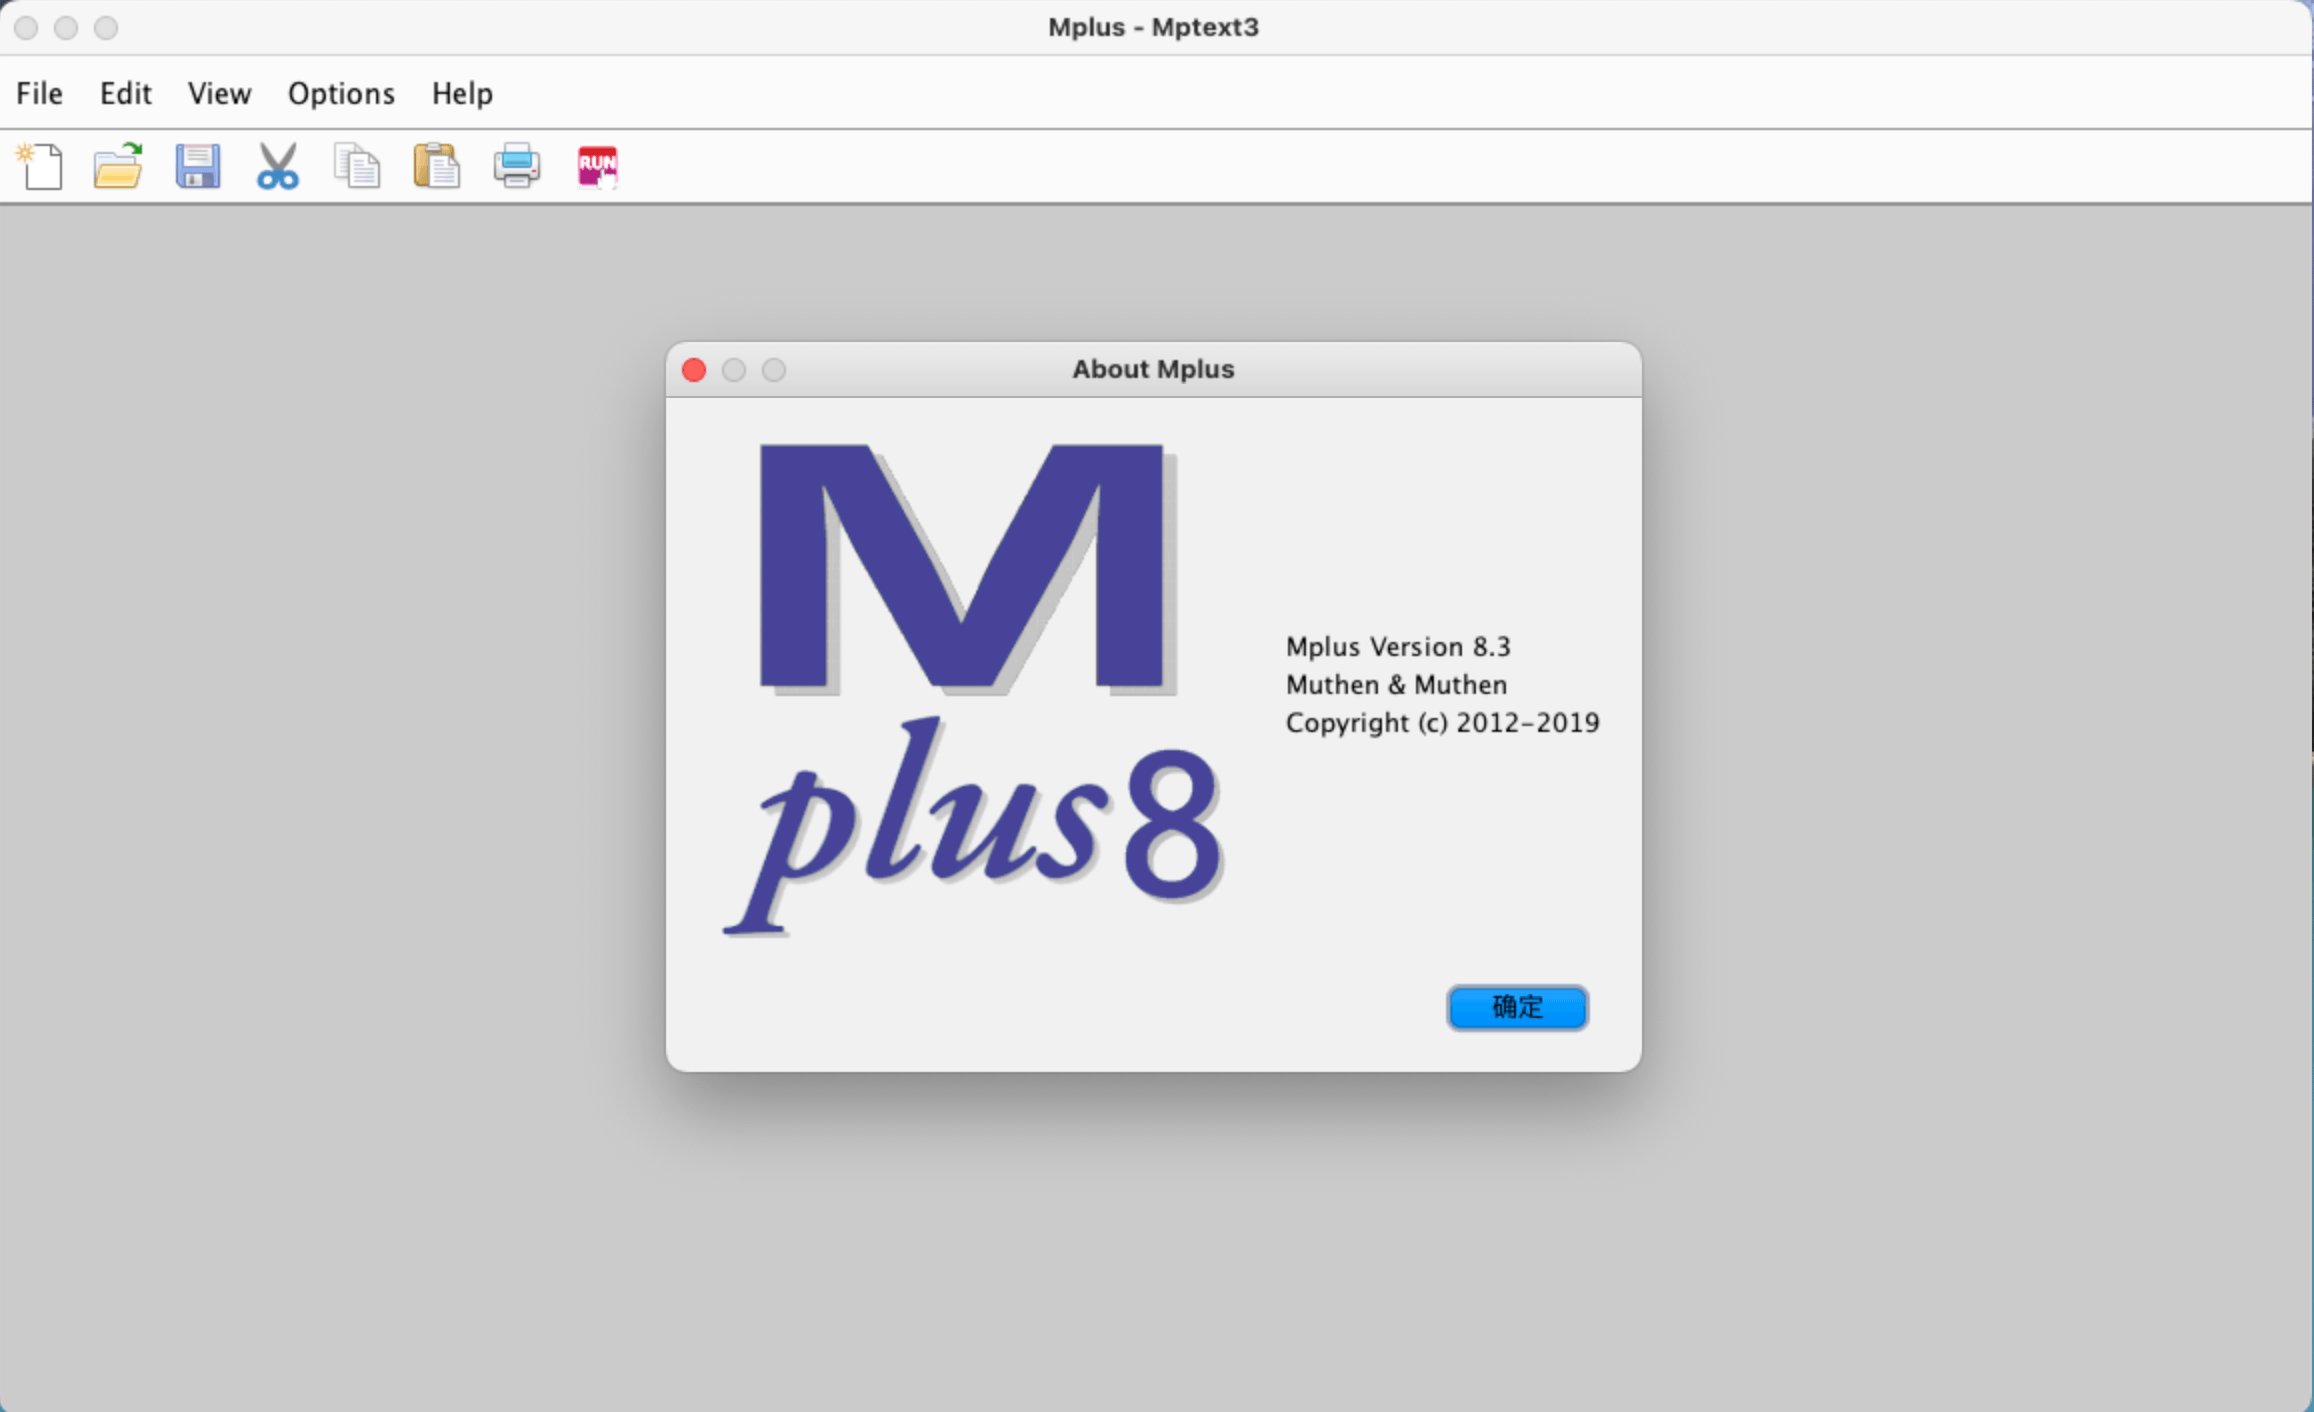 Mplus - Mptext3
File Edit View Options Help
RUN
About Mplus
M
plus8
Mplus Version 8.3
Muthen & Muthen
Copyright (c) 2012–2019
确定